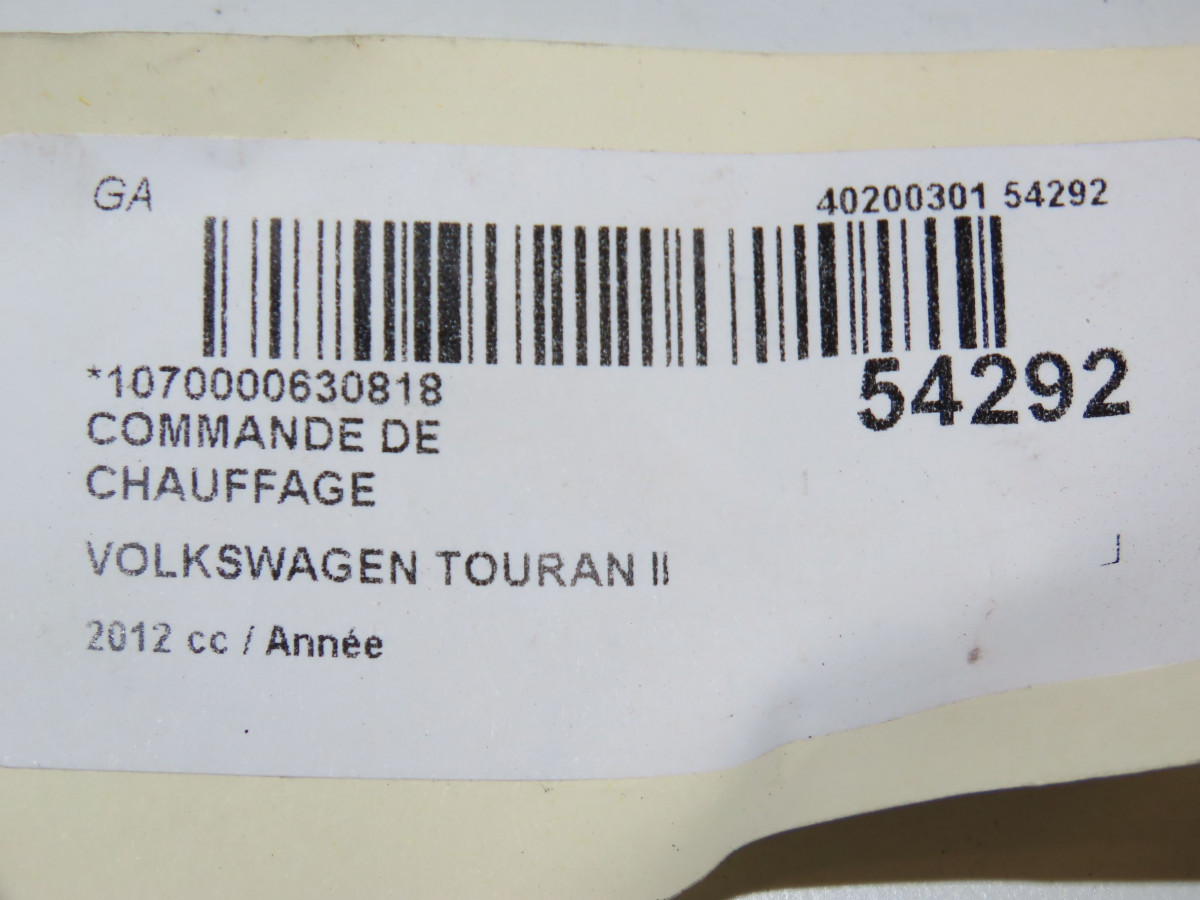 GA
40200301 54292
*1070000630818
54292
COMMANDE DE
CHAUFFAGE
VOLKSWAGEN TOURAN II
2012 cc / Année